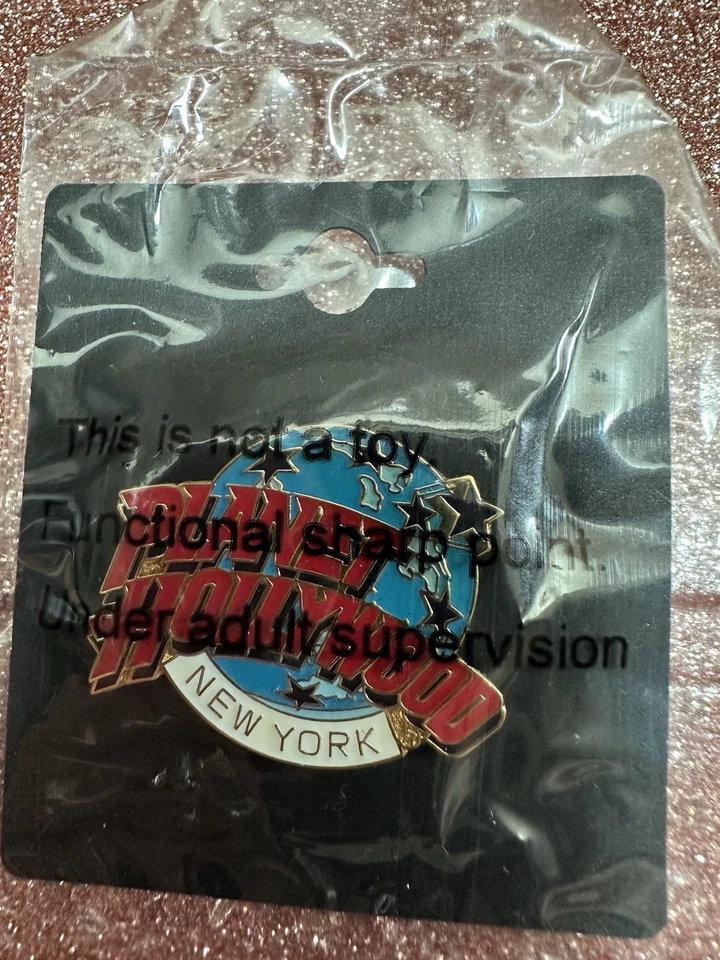 This is not a toy.
Functional sharp point.
Under adult supervision
PLANET
HOLLYWOOD
NEW YORK